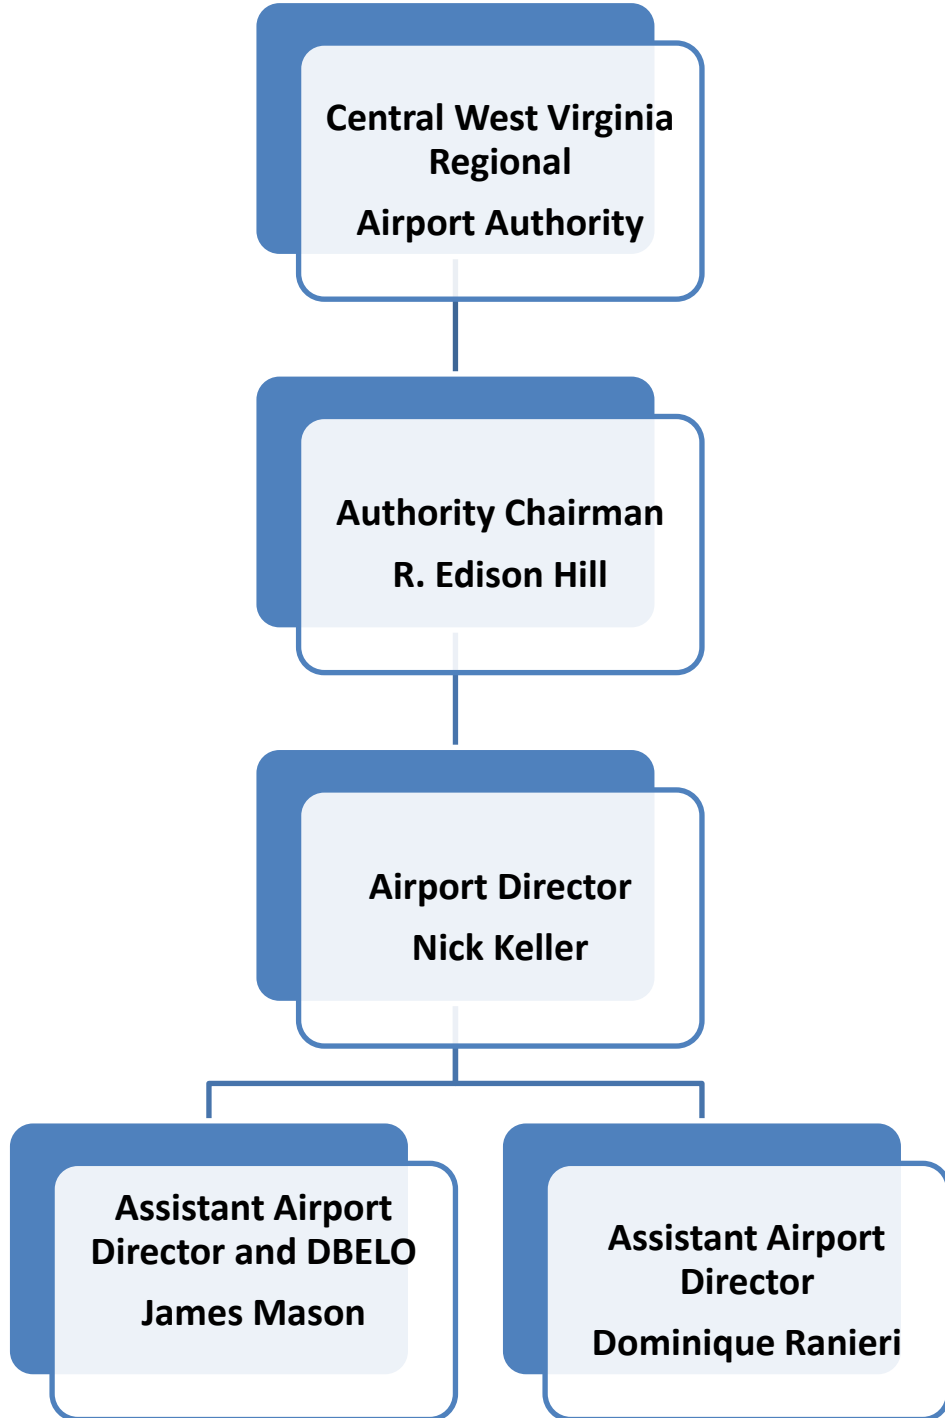 Central West Virginia
Regional
Airport Authority
Authority Chairman
R. Edison Hill
Airport Director
Nick Keller
Assistant Airport
Director and DBELO
James Mason
Assistant Airport
Director
Dominique Ranieri